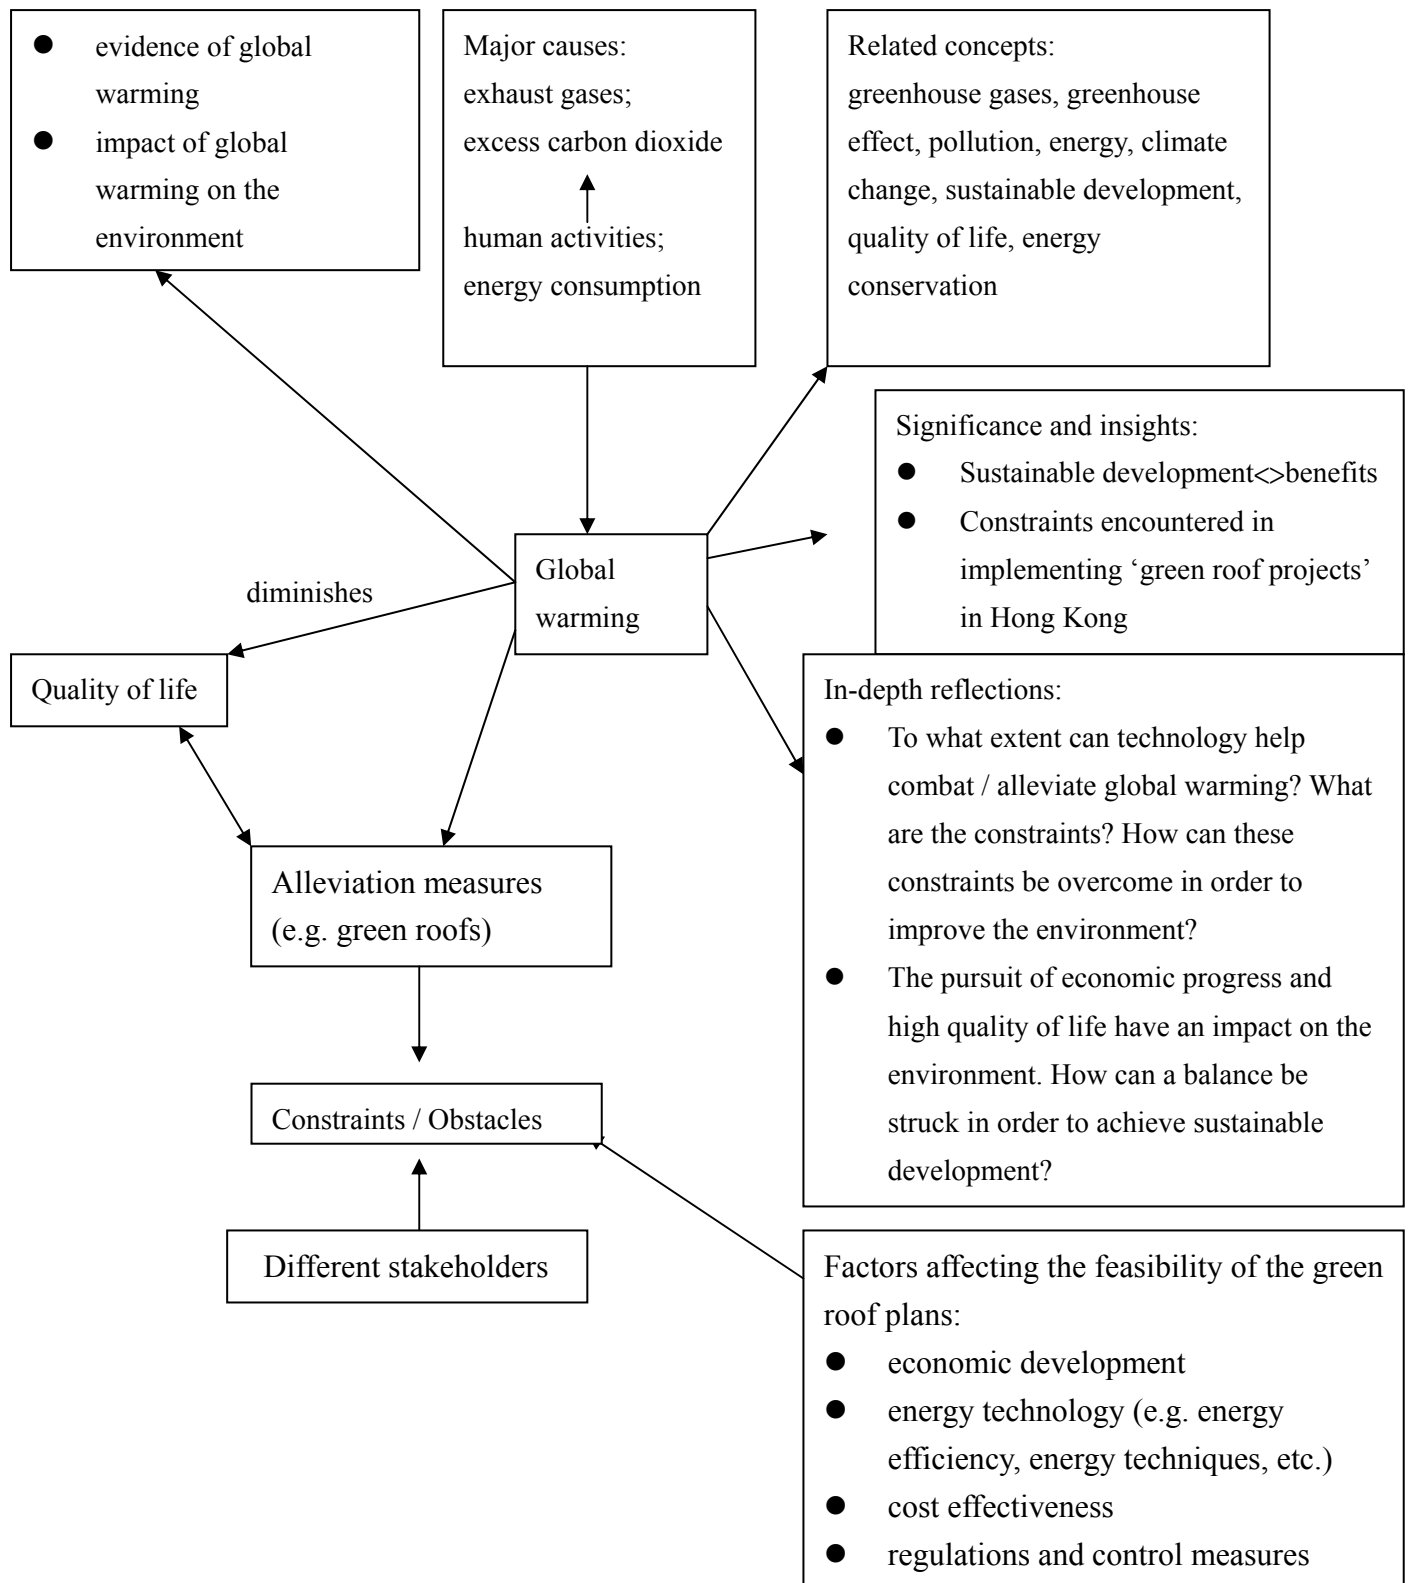 ● evidence of global
warming
● impact of global
warming on the
environment
Major causes:
exhaust gases;
excess carbon dioxide
human activities;
energy consumption
Related concepts:
greenhouse gases, greenhouse
effect, pollution, energy, climate
change, sustainable development,
quality of life, energy
conservation
Significance and insights:
● Sustainable development<>benefits
● Constraints encountered in
implementing ‘green roof projects’
in Hong Kong
Global
warming
diminishes
Quality of life
In-depth reflections:
● To what extent can technology help
combat / alleviate global warming? What
are the constraints? How can these
constraints be overcome in order to
improve the environment?
● The pursuit of economic progress and
high quality of life have an impact on the
environment. How can a balance be
struck in order to achieve sustainable
development?
Alleviation measures
(e.g. green roofs)
Constraints / Obstacles
Different stakeholders
Factors affecting the feasibility of the green
roof plans:
● economic development
● energy technology (e.g. energy
efficiency, energy techniques, etc.)
● cost effectiveness
● regulations and control measures